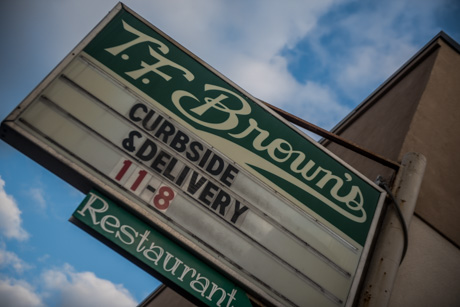 T.F. Brown's
CURBSIDE
&DELIVERY
11-8
Restaurant